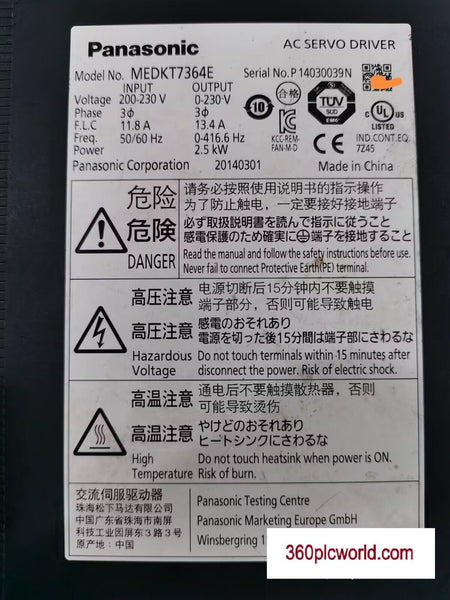 Panasonic AC SERVO DRIVER
Model No. MEDKT7364E Serial No. P14030039N
INPUT OUTPUT
Voltage 200-230 V 0-230 V
Phase 3ϕ 3ϕ
F.L.C 11.8 A 13.4 A
Freq. 50/60 Hz 0-416.6 Hz
Power 2.5 kW
10
合格
KCC-REM-
FAN-M-D
TÜV
SUD
EMC
C UL US
LISTED
IND.CONT.EQ.
7Z45
Panasonic Corporation 20140301 Made in China
危险
危険
DANGER
请务必按照使用说明书的指示操作
为了防止触电，一定要接好接地端子
必ず取扱説明書を読んで指示に従うこと
感電保護のため確実に⏚端子を接地すること
Read the manual and follow the safety instructions before use.
Never fail to connect Protective Earth(PE) terminal.
高压注意
高圧注意
Hazardous
Voltage
电源切断后15分钟内不要触摸
端子部分，否则可能导致触电
感電のおそれあり
電源を切った後15分間は端子部にさわるな
Do not touch terminals within 15 minutes after
disconnect the power. Risk of electric shock.
高温注意
高温注意
High
Temperature
通电后不要触摸散热器，否则
可能导致烫伤
やけどのおそれあり
ヒートシンクにさわるな
Do not touch heatsink when power is ON.
Risk of burn.
交流伺服驱动器
珠海松下马达有限公司
中国广东省珠海市南屏
科技工业园屏东3路3号
原产地：中国
Panasonic Testing Centre
Panasonic Marketing Europe GmbH
Winsbergring 1
360plcworld.com